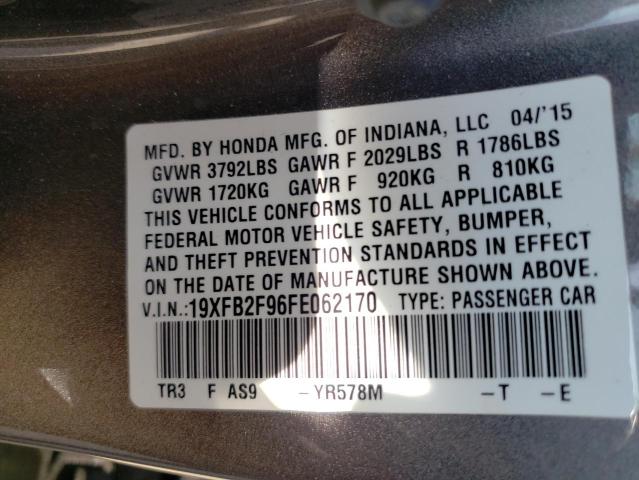 MFD. BY HONDA MFG. OF INDIANA, LLC 04/'15
GVWR 3792LBS GAWR F 2029LBS R 1786LBS
GVWR 1720KG GAWR F 920KG R 810KG
THIS VEHICLE CONFORMS TO ALL APPLICABLE
FEDERAL MOTOR VEHICLE SAFETY, BUMPER,
AND THEFT PREVENTION STANDARDS IN EFFECT
ON THE DATE OF MANUFACTURE SHOWN ABOVE.
V.I.N.:19XFB2F96FE062170 TYPE: PASSENGER CAR
TR3 F AS9 -YR578M -T -E